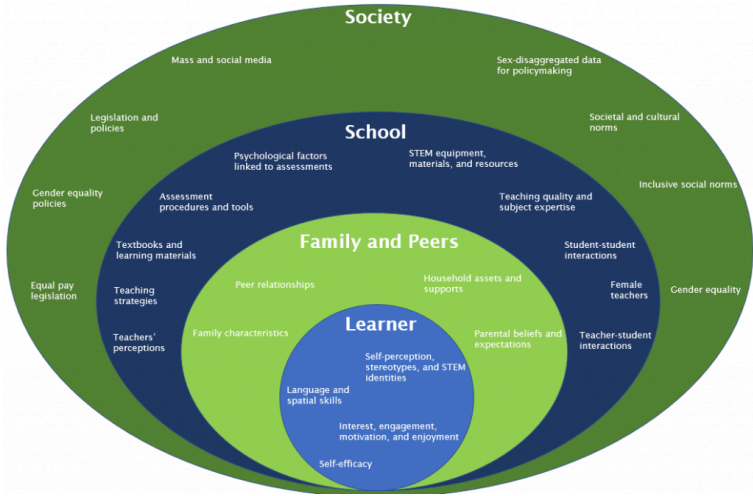 Society
Mass and social media
Sex-disaggregated data
for policymaking
Legislation and
policies
Societal and cultural
norms
Gender equality
policies
Inclusive social norms
Equal pay
legislation
Gender equality
School
Psychological factors
linked to assessments
STEM equipment,
materials, and resources
Assessment
procedures and tools
Teaching quality and
subject expertise
Textbooks and
learning materials
Student-student
interactions
Teaching
strategies
Female
teachers
Teachers'
perceptions
Teacher-student
interactions
Family and Peers
Peer relationships
Household assets and
supports
Family characteristics
Parental beliefs and
expectations
Learner
Self-perception,
stereotypes, and STEM
identities
Language and
spatial skills
Interest, engagement,
motivation, and enjoyment
Self-efficacy